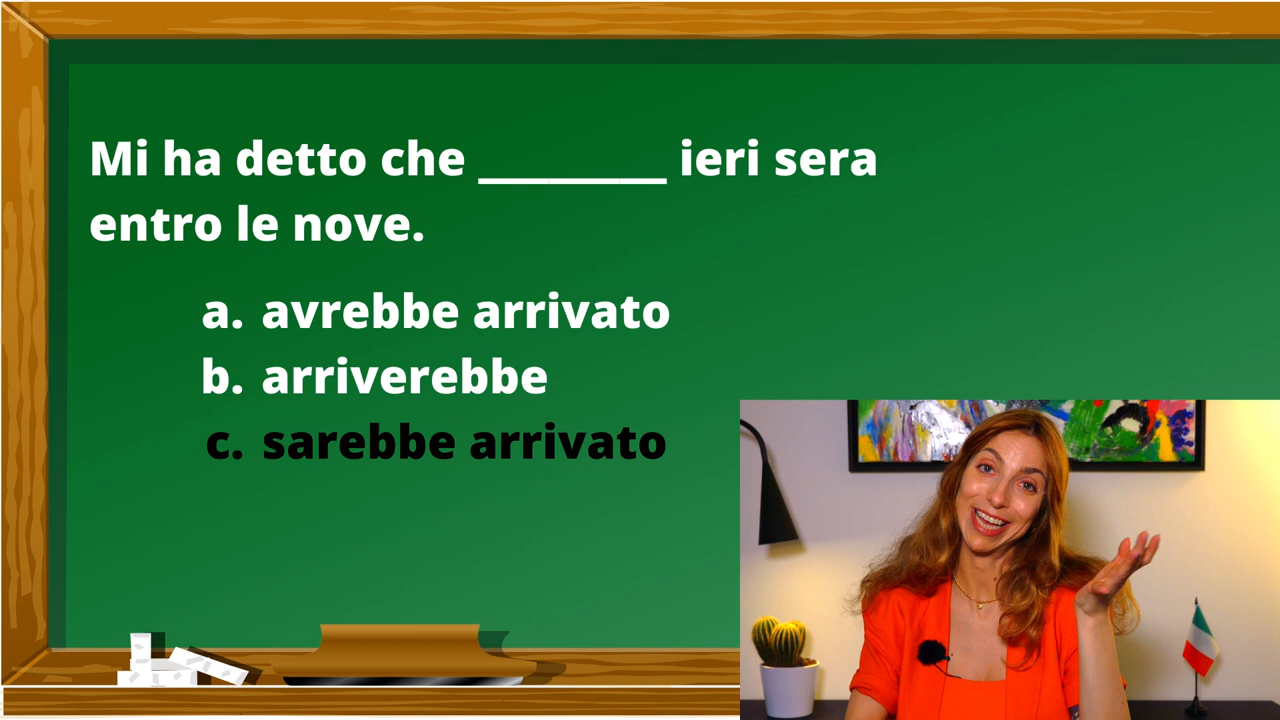 Mi ha detto che ________ ieri sera
entro le nove.
a. avrebbe arrivato
b. arriverebbe
c. sarebbe arrivato